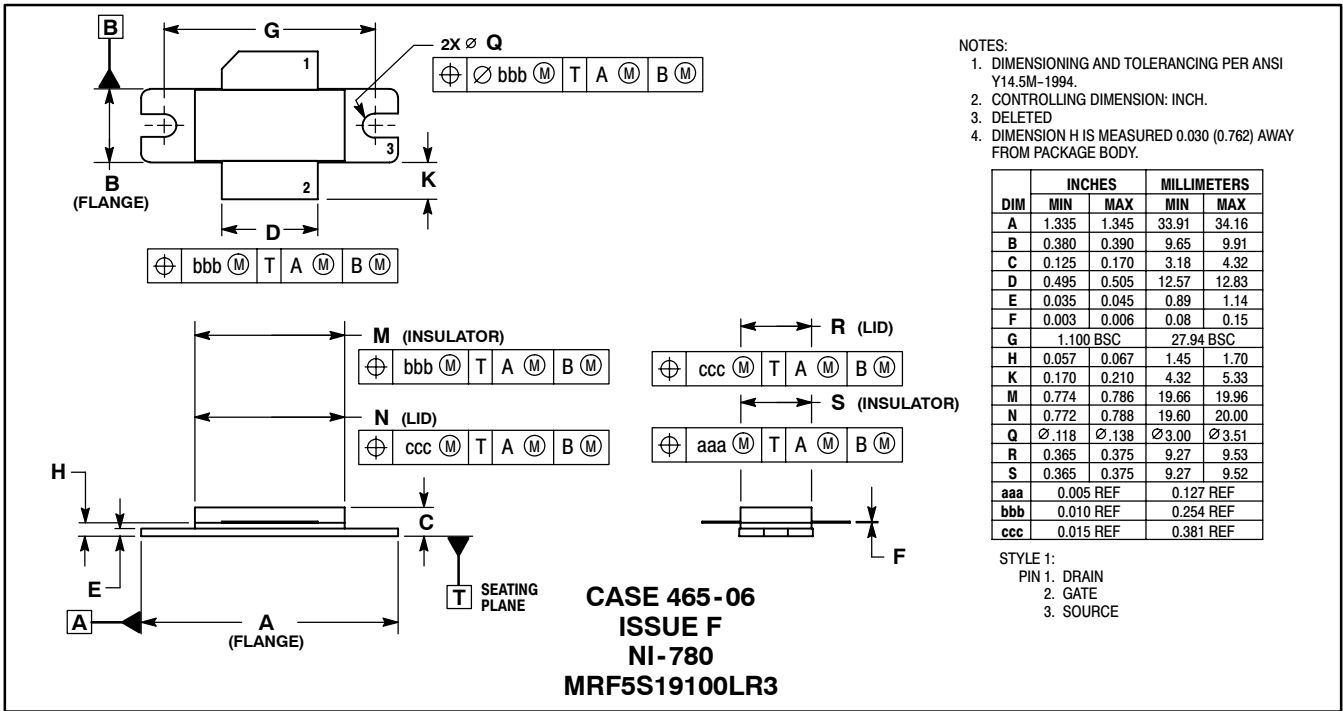 B
G
2X ⌀ Q
⌖ ⌀ bbb Ⓜ T A Ⓜ B Ⓜ
1
3
2
B
(FLANGE)
K
D
⌖ bbb Ⓜ T A Ⓜ B Ⓜ
M (INSULATOR)
⌖ bbb Ⓜ T A Ⓜ B Ⓜ
N (LID)
⌖ ccc Ⓜ T A Ⓜ B Ⓜ
R (LID)
⌖ ccc Ⓜ T A Ⓜ B Ⓜ
S (INSULATOR)
⌖ aaa Ⓜ T A Ⓜ B Ⓜ
H
C
E
F
T SEATING
PLANE
A
A
(FLANGE)
CASE 465-06
ISSUE F
NI-780
MRF5S19100LR3
NOTES:
1. DIMENSIONING AND TOLERANCING PER ANSI
Y14.5M-1994.
2. CONTROLLING DIMENSION: INCH.
3. DELETED
4. DIMENSION H IS MEASURED 0.030 (0.762) AWAY
FROM PACKAGE BODY.
INCHES MILLIMETERS
DIM MIN MAX MIN MAX
A 1.335 1.345 33.91 34.16
B 0.380 0.390 9.65 9.91
C 0.125 0.170 3.18 4.32
D 0.495 0.505 12.57 12.83
E 0.035 0.045 0.89 1.14
F 0.003 0.006 0.08 0.15
G 1.100 BSC 27.94 BSC
H 0.057 0.067 1.45 1.70
K 0.170 0.210 4.32 5.33
M 0.774 0.786 19.66 19.96
N 0.772 0.788 19.60 20.00
Q ⌀.118 ⌀.138 ⌀3.00 ⌀3.51
R 0.365 0.375 9.27 9.53
S 0.365 0.375 9.27 9.52
aaa 0.005 REF 0.127 REF
bbb 0.010 REF 0.254 REF
ccc 0.015 REF 0.381 REF
STYLE 1:
PIN 1. DRAIN
2. GATE
3. SOURCE